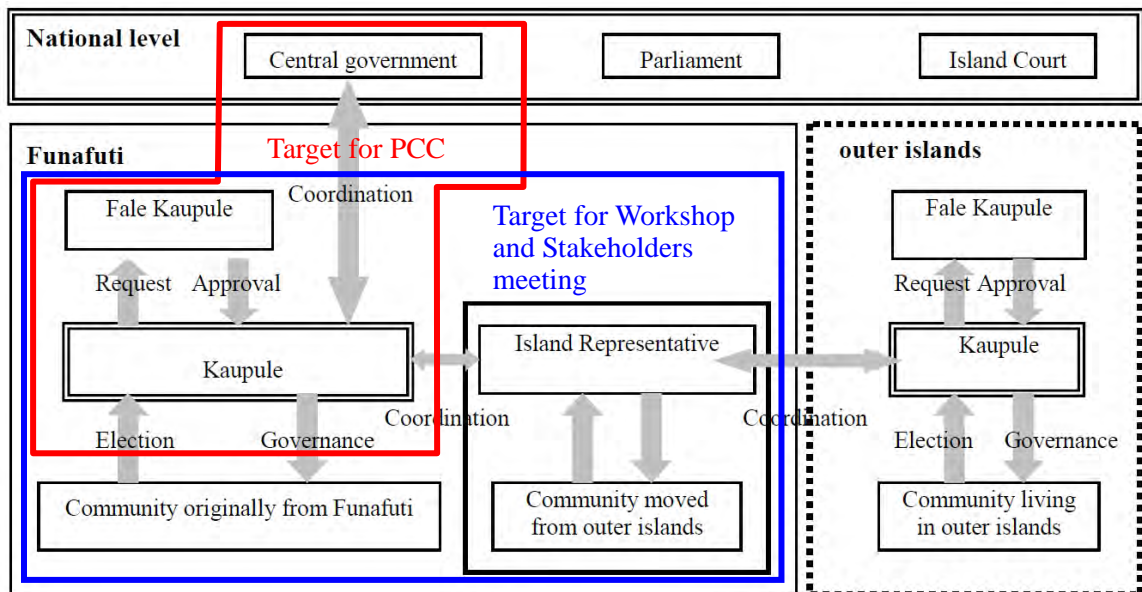 National level
Central government
Parliament
Island Court
Funafuti
Target for PCC
outer islands
Coordination
Fale Kaupule
Target for Workshop
and Stakeholders
meeting
Fale Kaupule
Request
Approval
Request
Approval
Kaupule
Island Representative
Kaupule
Coordination
Coordination
Election
Governance
Election
Governance
Community originally from Funafuti
Community moved
from outer islands
Community living
in outer islands